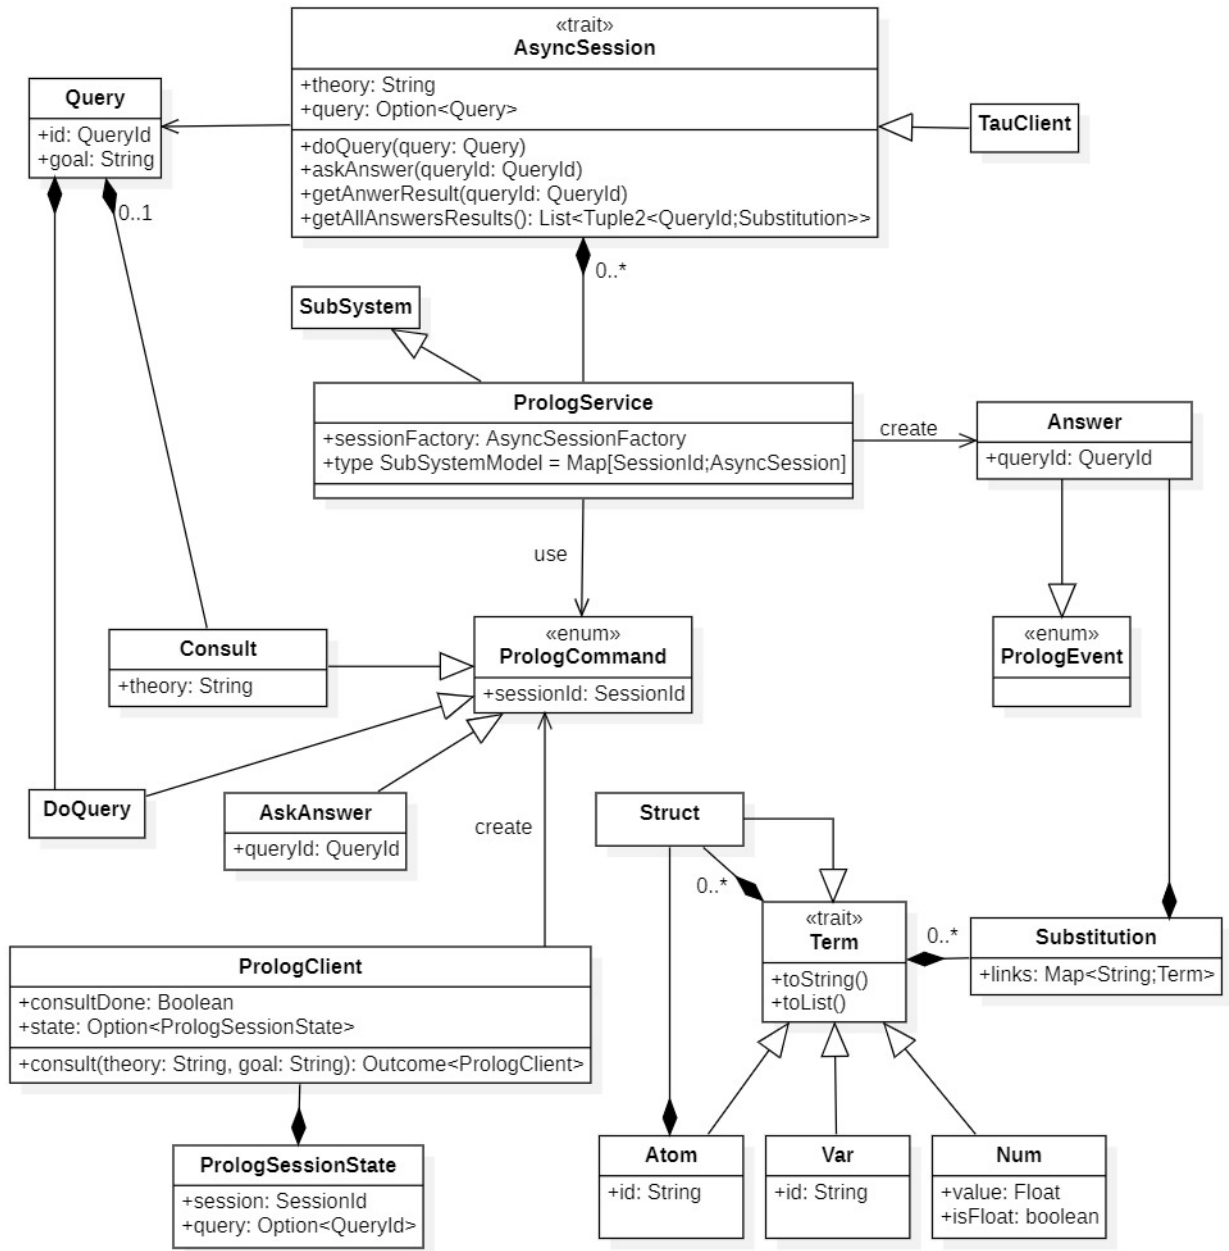 «trait»
AsyncSession
+theory: String
+query: Option<Query>
+doQuery(query: Query)
+askAnswer(queryId: QueryId)
+getAnwerResult(queryId: QueryId)
+getAllAnswersResults(): List<Tuple2<QueryId;Substitution>>
Query
+id: QueryId
+goal: String
TauClient
0..1
0..*
SubSystem
PrologService
+sessionFactory: AsyncSessionFactory
+type SubSystemModel = Map[SessionId;AsyncSession]
create
Answer
+queryId: QueryId
use
Consult
+theory: String
«enum»
PrologCommand
+sessionId: SessionId
«enum»
PrologEvent
DoQuery
AskAnswer
+queryId: QueryId
create
Struct
0..*
«trait»
Term
+toString()
+toList()
0..*
Substitution
+links: Map<String;Term>
PrologClient
+consultDone: Boolean
+state: Option<PrologSessionState>
+consult(theory: String, goal: String): Outcome<PrologClient>
PrologSessionState
+session: SessionId
+query: Option<QueryId>
Atom
+id: String
Var
+id: String
Num
+value: Float
+isFloat: boolean